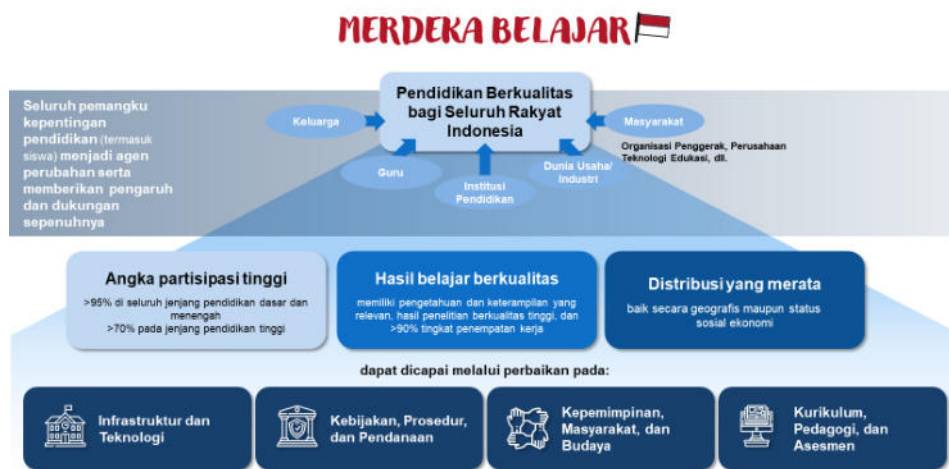 MERDEKA BELAJAR
Pendidikan Berkualitas
bagi Seluruh Rakyat
Indonesia
Seluruh pemangku
kepentingan
pendidikan (termasuk
siswa) menjadi agen
perubahan serta
memberikan pengaruh
dan dukungan
sepenuhnya
Keluarga
Guru
Institusi
Pendidikan
Dunia Usaha/
Industri
Masyarakat
Organisasi Penggerak, Perusahaan
Teknologi Edukasi, dll.
Angka partisipasi tinggi
>95% di seluruh jenjang pendidikan dasar dan
menengah
>70% pada jenjang pendidikan tinggi
Hasil belajar berkualitas
memiliki pengetahuan dan keterampilan yang
relevan, hasil penelitian berkualitas tinggi, dan
>90% tingkat penempatan kerja
Distribusi yang merata
baik secara geografis maupun status
sosial ekonomi
dapat dicapai melalui perbaikan pada:
Infrastruktur dan
Teknologi
Kebijakan, Prosedur,
dan Pendanaan
Kepemimpinan,
Masyarakat, dan
Budaya
Kurikulum,
Pedagogi, dan
Asesmen